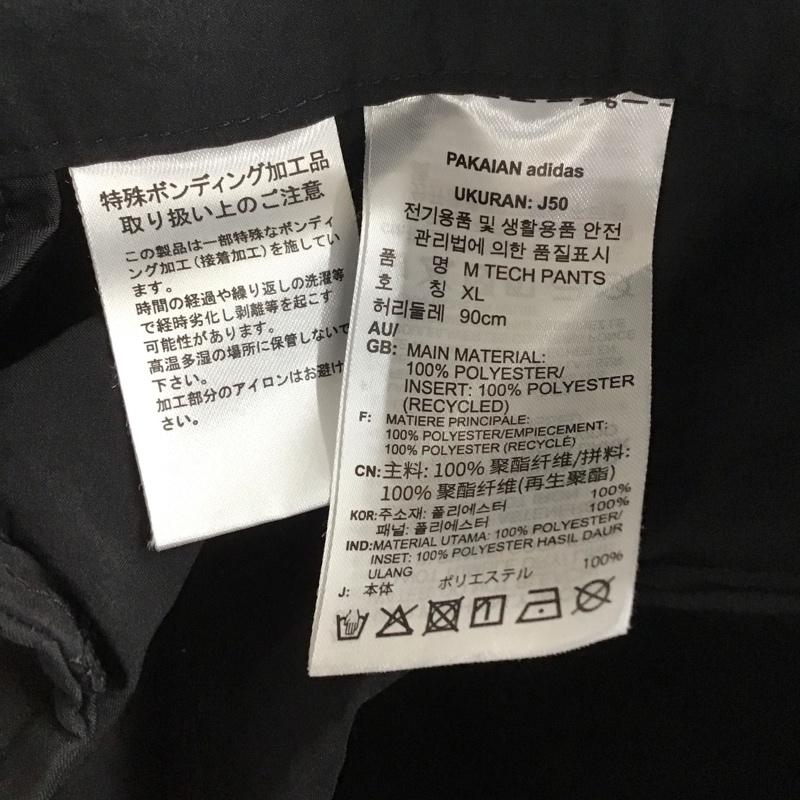 特殊ボンディング加工品
取り扱い上のご注意
この製品は一部特殊なボンディ
ング加工(接着加工)を施してい
ます。
時間の経過や繰り返しの洗濯等
で経時劣化し剥離等を起こす
可能性があります。
高温多湿の場所に保管しないで
下さい。
加工部分のアイロンはお避け
さい。
PAKAIAN adidas
UKURAN: J50
전기용품 및 생활용품 안전
관리법에 의한 품질표시
품 명 M TECH PANTS
호 칭 XL
허리둘레 90cm
AU/
GB: MAIN MATERIAL:
100% POLYESTER/
INSERT: 100% POLYESTER
(RECYCLED)
F: MATIERE PRINCIPALE:
100% POLYESTER/EMPIECEMENT:
100% POLYESTER (RECYCLÉ)
CN: 主料: 100% 聚酯纤维/拼料:
100% 聚酯纤维(再生聚酯)
KOR: 주소재: 폴리에스터 100%
패널: 폴리에스터 100%
IND: MATERIAL UTAMA: 100% POLYESTER/
INSET: 100% POLYESTER HASIL DAUR
ULANG
J: 本体 ポリエステル 100%